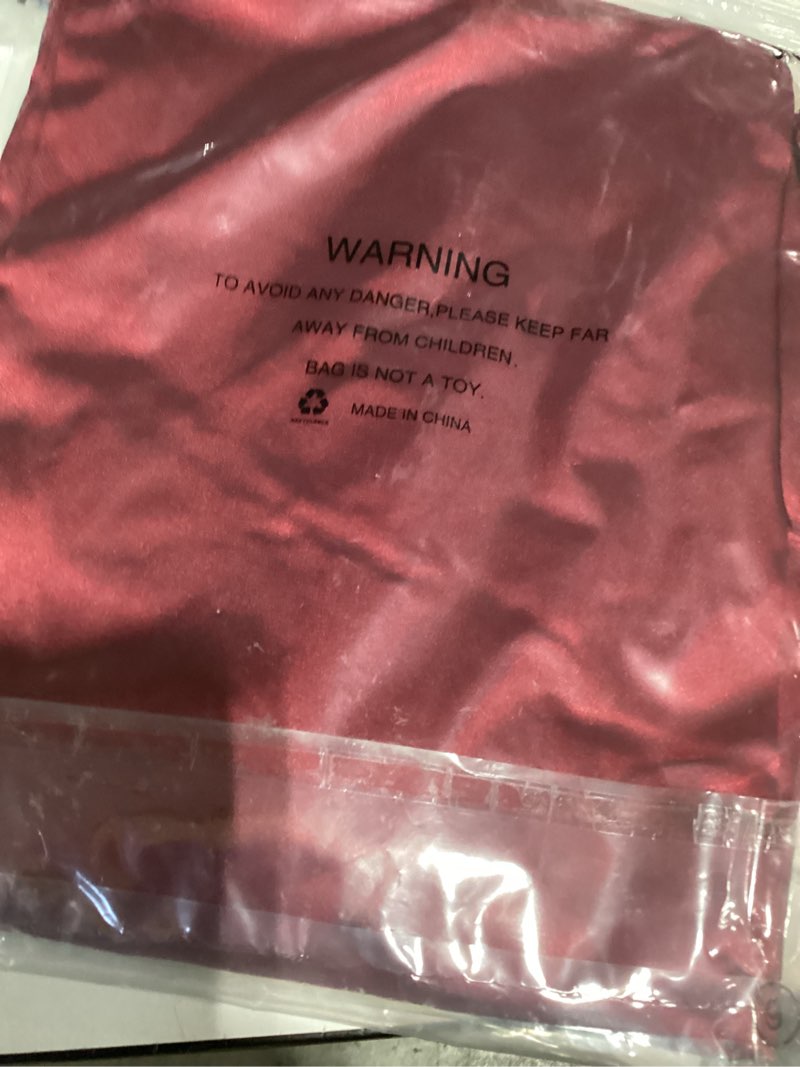 WARNING
TO AVOID ANY DANGER,PLEASE KEEP FAR
AWAY FROM CHILDREN.
BAG IS NOT A TOY.
MADE IN CHINA